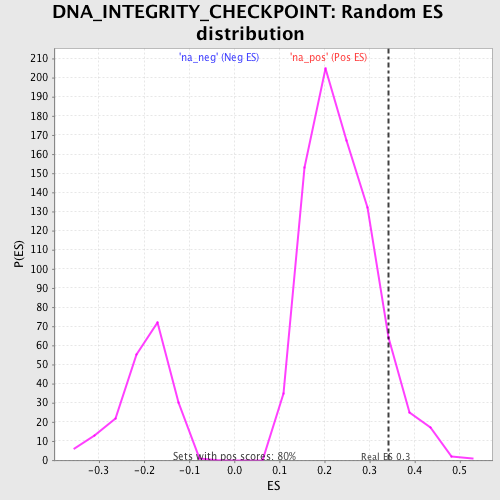 DNA_INTEGRITY_CHECKPOINT: Random ES
distribution
'na_neg' (Neg ES) 'na_pos' (Pos ES)
210
200
190
180
170
160
150
140
130
120
110
100
90
80
70
60
50
40
30
20
10
0
P(ES)
Sets with pos scores: 80%
Real ES 0.3
-0.3 -0.2 -0.1 0.0 0.1 0.2 0.3 0.4 0.5
ES